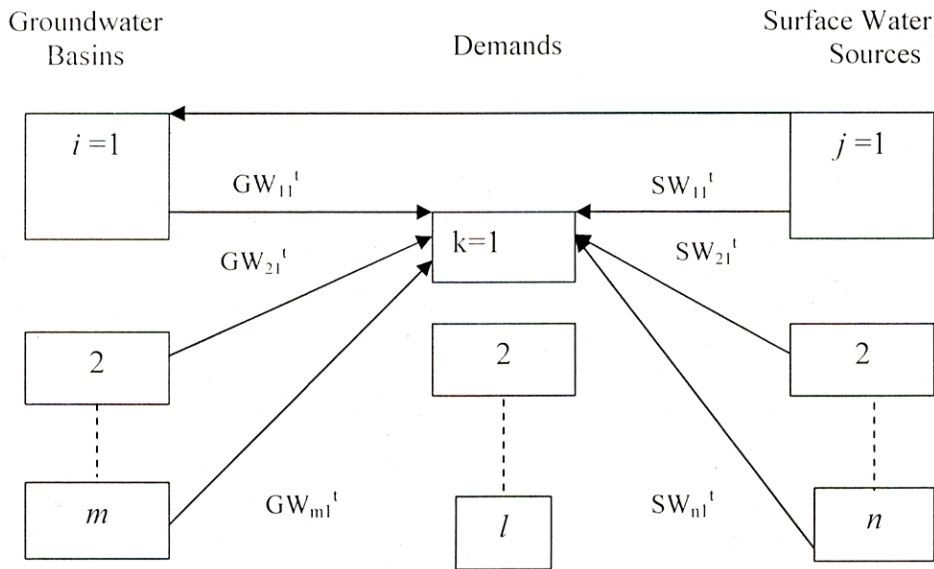 Groundwater
Basins
Demands
Surface Water
Sources
i =1
j =1
GW₁₁ᵗ
SW₁₁ᵗ
k=1
GW₂₁ᵗ
SW₂₁ᵗ
2
2
2
GWₘ₁ᵗ
SWₙ₁ᵗ
m
l
n